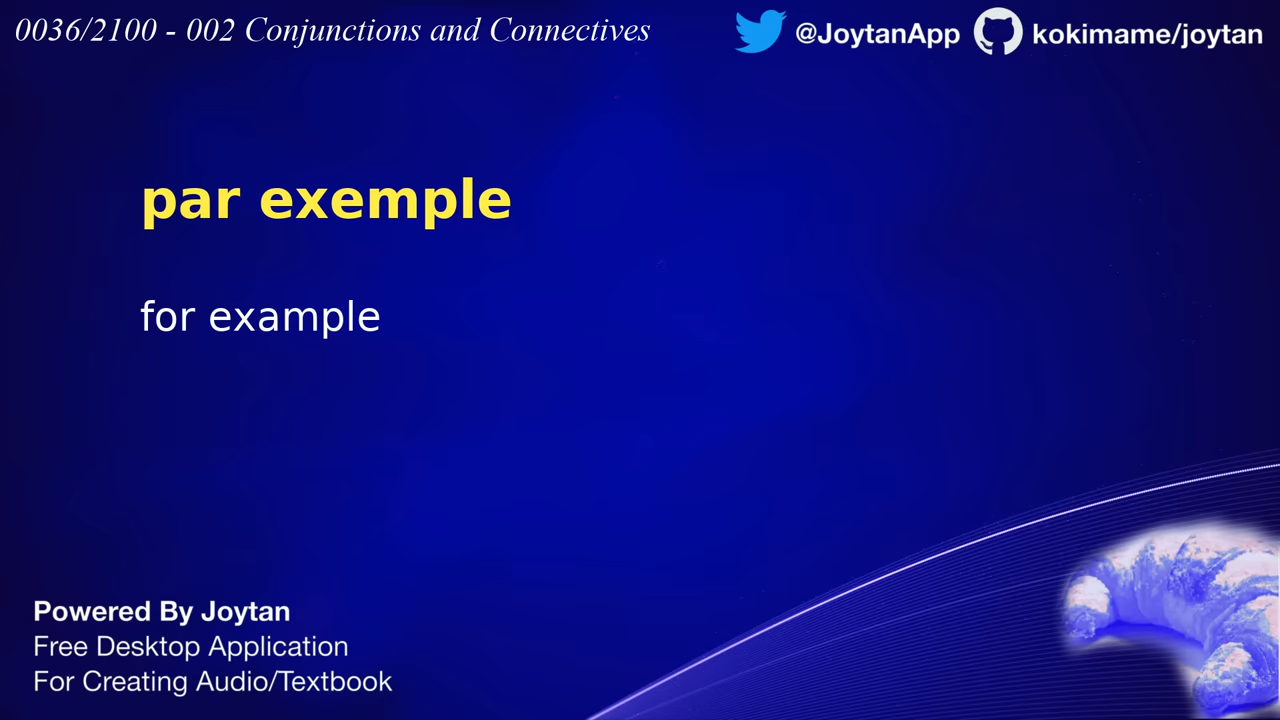 0036/2100 - 002 Conjunctions and Connectives
@JoytanApp
kokimame/joytan
par exemple
for example
Powered By Joytan
Free Desktop Application
For Creating Audio/Textbook